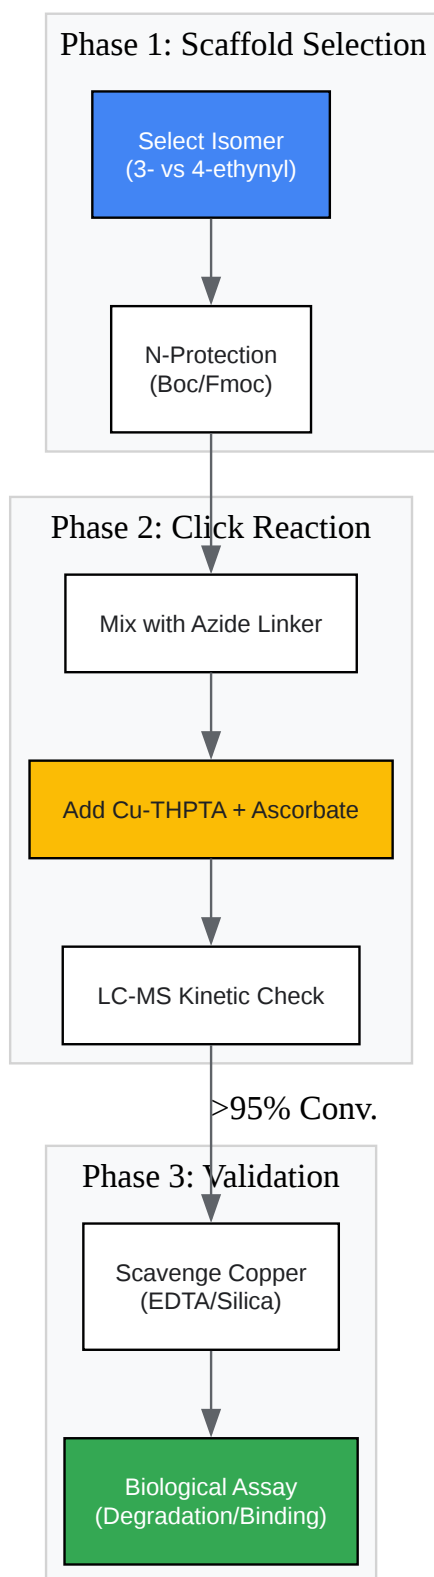 Phase 1: Scaffold Selection
Select Isomer
(3- vs 4-ethynyl)
N-Protection
(Boc/Fmoc)
Phase 2: Click Reaction
Mix with Azide Linker
Add Cu-THPTA + Ascorbate
LC-MS Kinetic Check
>95% Conv.
Phase 3: Validation
Scavenge Copper
(EDTA/Silica)
Biological Assay
(Degradation/Binding)